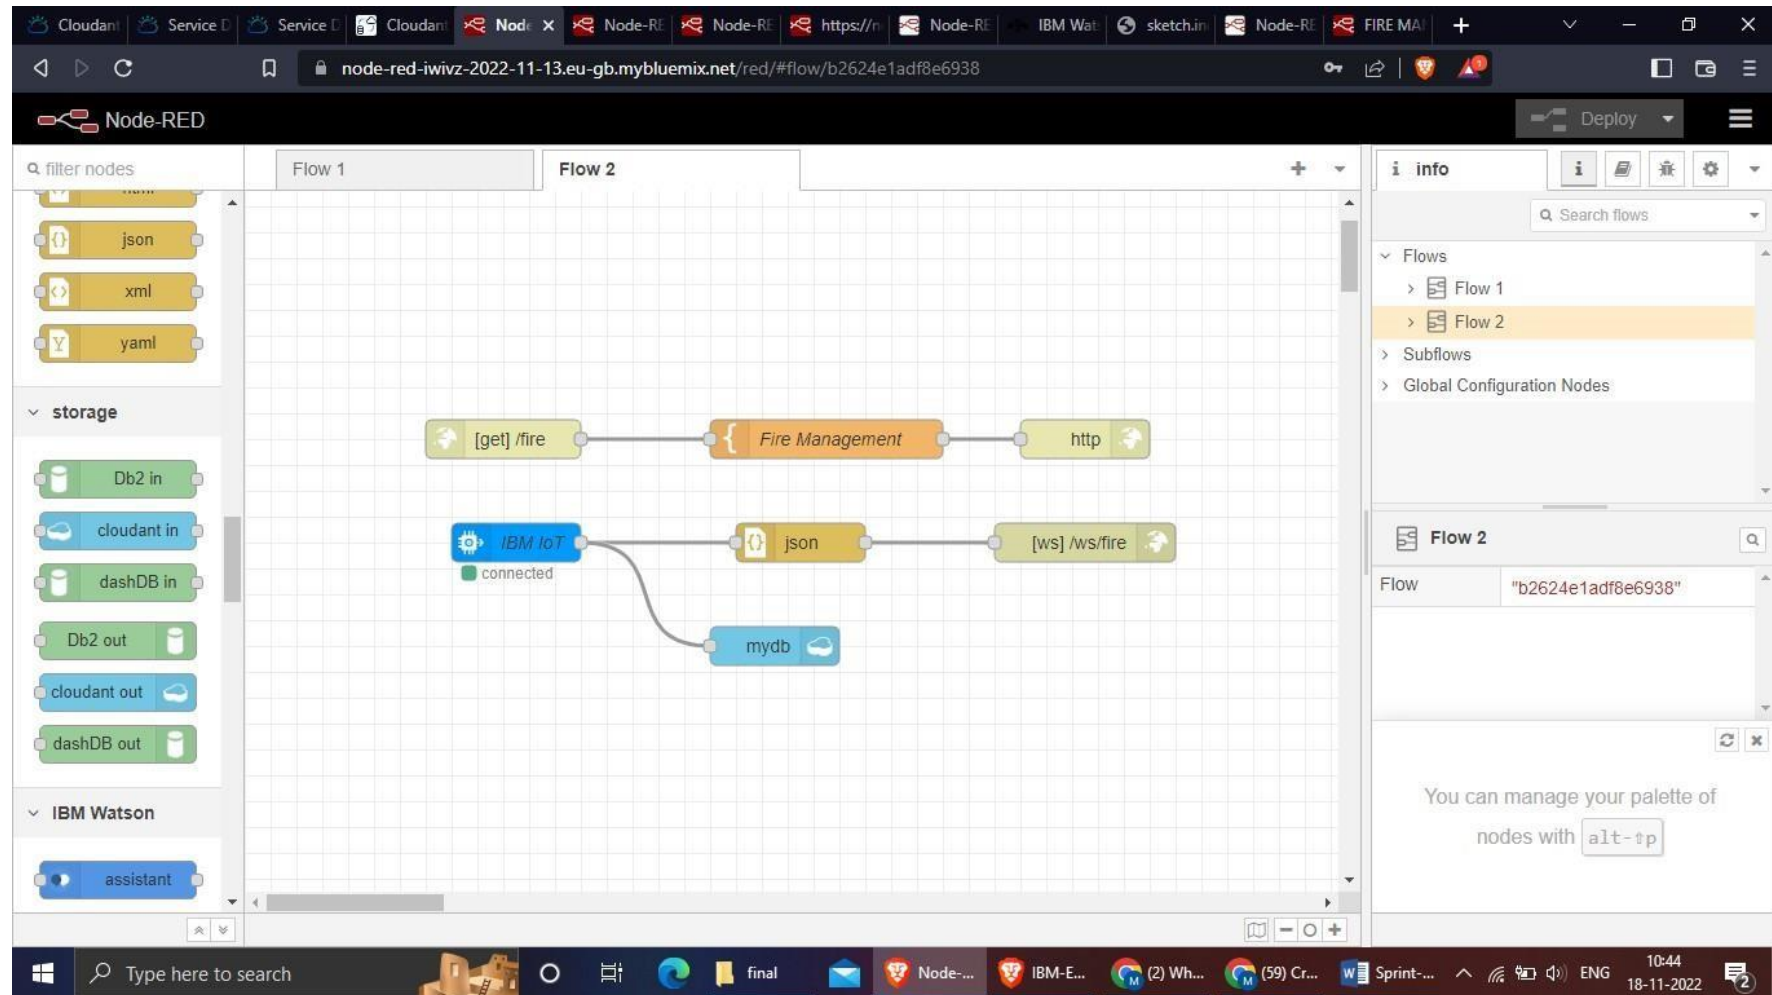 Cloudant
Service D
Service D
Cloudant
Node
Node-RE
Node-RE
https://n
Node-RE
IBM Wat
sketch.in
Node-RE
FIRE MAN
node-red-iwivz-2022-11-13.eu-gb.mybluemix.net/red/#flow/b2624e1adf8e6938
Node-RED
Deploy
filter nodes
Flow 1
Flow 2
i info
html
json
xml
yaml
storage
Db2 in
cloudant in
dashDB in
Db2 out
cloudant out
dashDB out
IBM Watson
assistant
[get] /fire
Fire Management
http
IBM IoT
connected
json
[ws] /ws/fire
mydb
Search flows
Flows
Flow 1
Flow 2
Subflows
Global Configuration Nodes
Flow 2
Flow "b2624e1adf8e6938"
You can manage your palette of
nodes with alt-⇧p
Type here to search
final
Node-...
IBM-E...
(2) Wh...
(59) Cr...
Sprint-...
ENG
10:44
18-11-2022
2